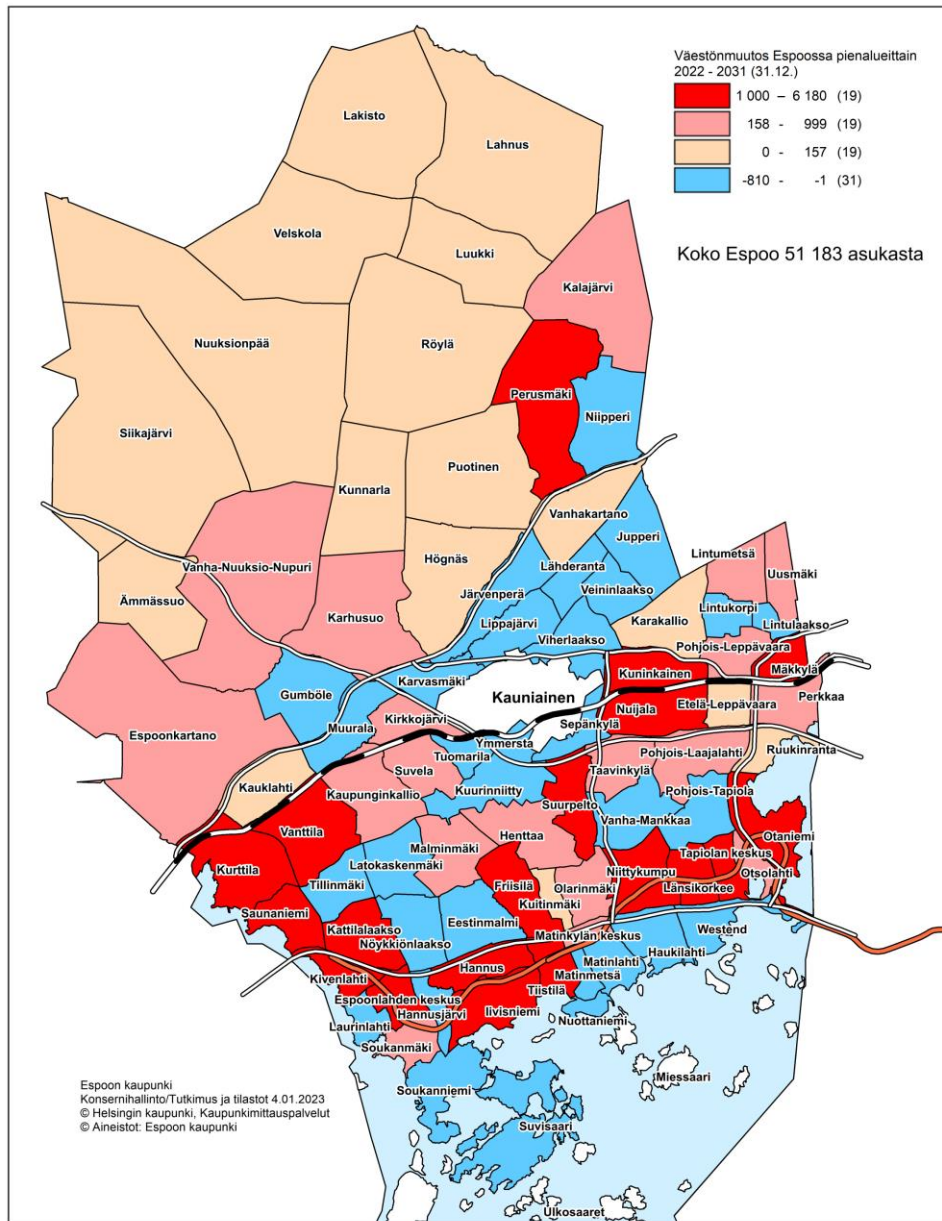 Väestönmuutos Espoossa pienalueittain
2022 - 2031 (31.12.)
1 000 – 6 180 (19)
158 - 999 (19)
0 - 157 (19)
-810 - -1 (31)
Koko Espoo 51 183 asukasta
Lakisto
Lahnus
Velskola
Luukki
Kalajärvi
Nuuksionpää
Röylä
Perusmäki
Niipperi
Siikajärvi
Puotinen
Kunnarla
Vanhakartano
Jupperi
Lintumetsä
Vanha-Nuuksio-Nupuri
Högnäs
Lähderanta
Uusmäki
Ämmässuo
Järvenperä
Veininlaakso
Lintukorpi
Karhusuo
Lippajärvi
Karakallio
Lintulaakso
Viherlaakso
Pohjois-Leppävaara
Gumböle
Karvasmäki
Kuninkainen
Mäkkylä
Kauniainen
Perkkaa
Espoonkartano
Muurala
Kirkkojärvi
Nuijala
Etelä-Leppävaara
Sepänkylä
Ymmersta
Ruukinranta
Tuomarila
Pohjois-Laajalahti
Suvela
Taavinkylä
Kauklahti
Kaupunginkallio
Kuurinniitty
Pohjois-Tapiola
Suurpelto
Vanha-Mankkaa
Vanttila
Henttaa
Otaniemi
Malminmäki
Latokaskenmäki
Tapiolan keskus
Kurttila
Niittykumpu
Otsolahti
Tillinmäki
Friisilä
Olarinmäki
Länsikorkee
Kuitinmäki
Saunaniemi
Kattilalaakso
Eestinmalmi
Westend
Nöykkiönlaakso
Matinkylän keskus
Haukilahti
Matinlahti
Hannus
Matinmetsä
Kivenlahti
Tiistilä
Espoonlahden keskus
Hannusjärvi
Iivisniemi
Nuottaniemi
Laurinlahti
Soukanmäki
Miessaari
Soukanniemi
Suvisaari
Ulkosaaret
Espoon kaupunki
Konsernihallinto/Tutkimus ja tilastot 4.01.2023
© Helsingin kaupunki, Kaupunkimittauspalvelut
© Aineistot: Espoon kaupunki